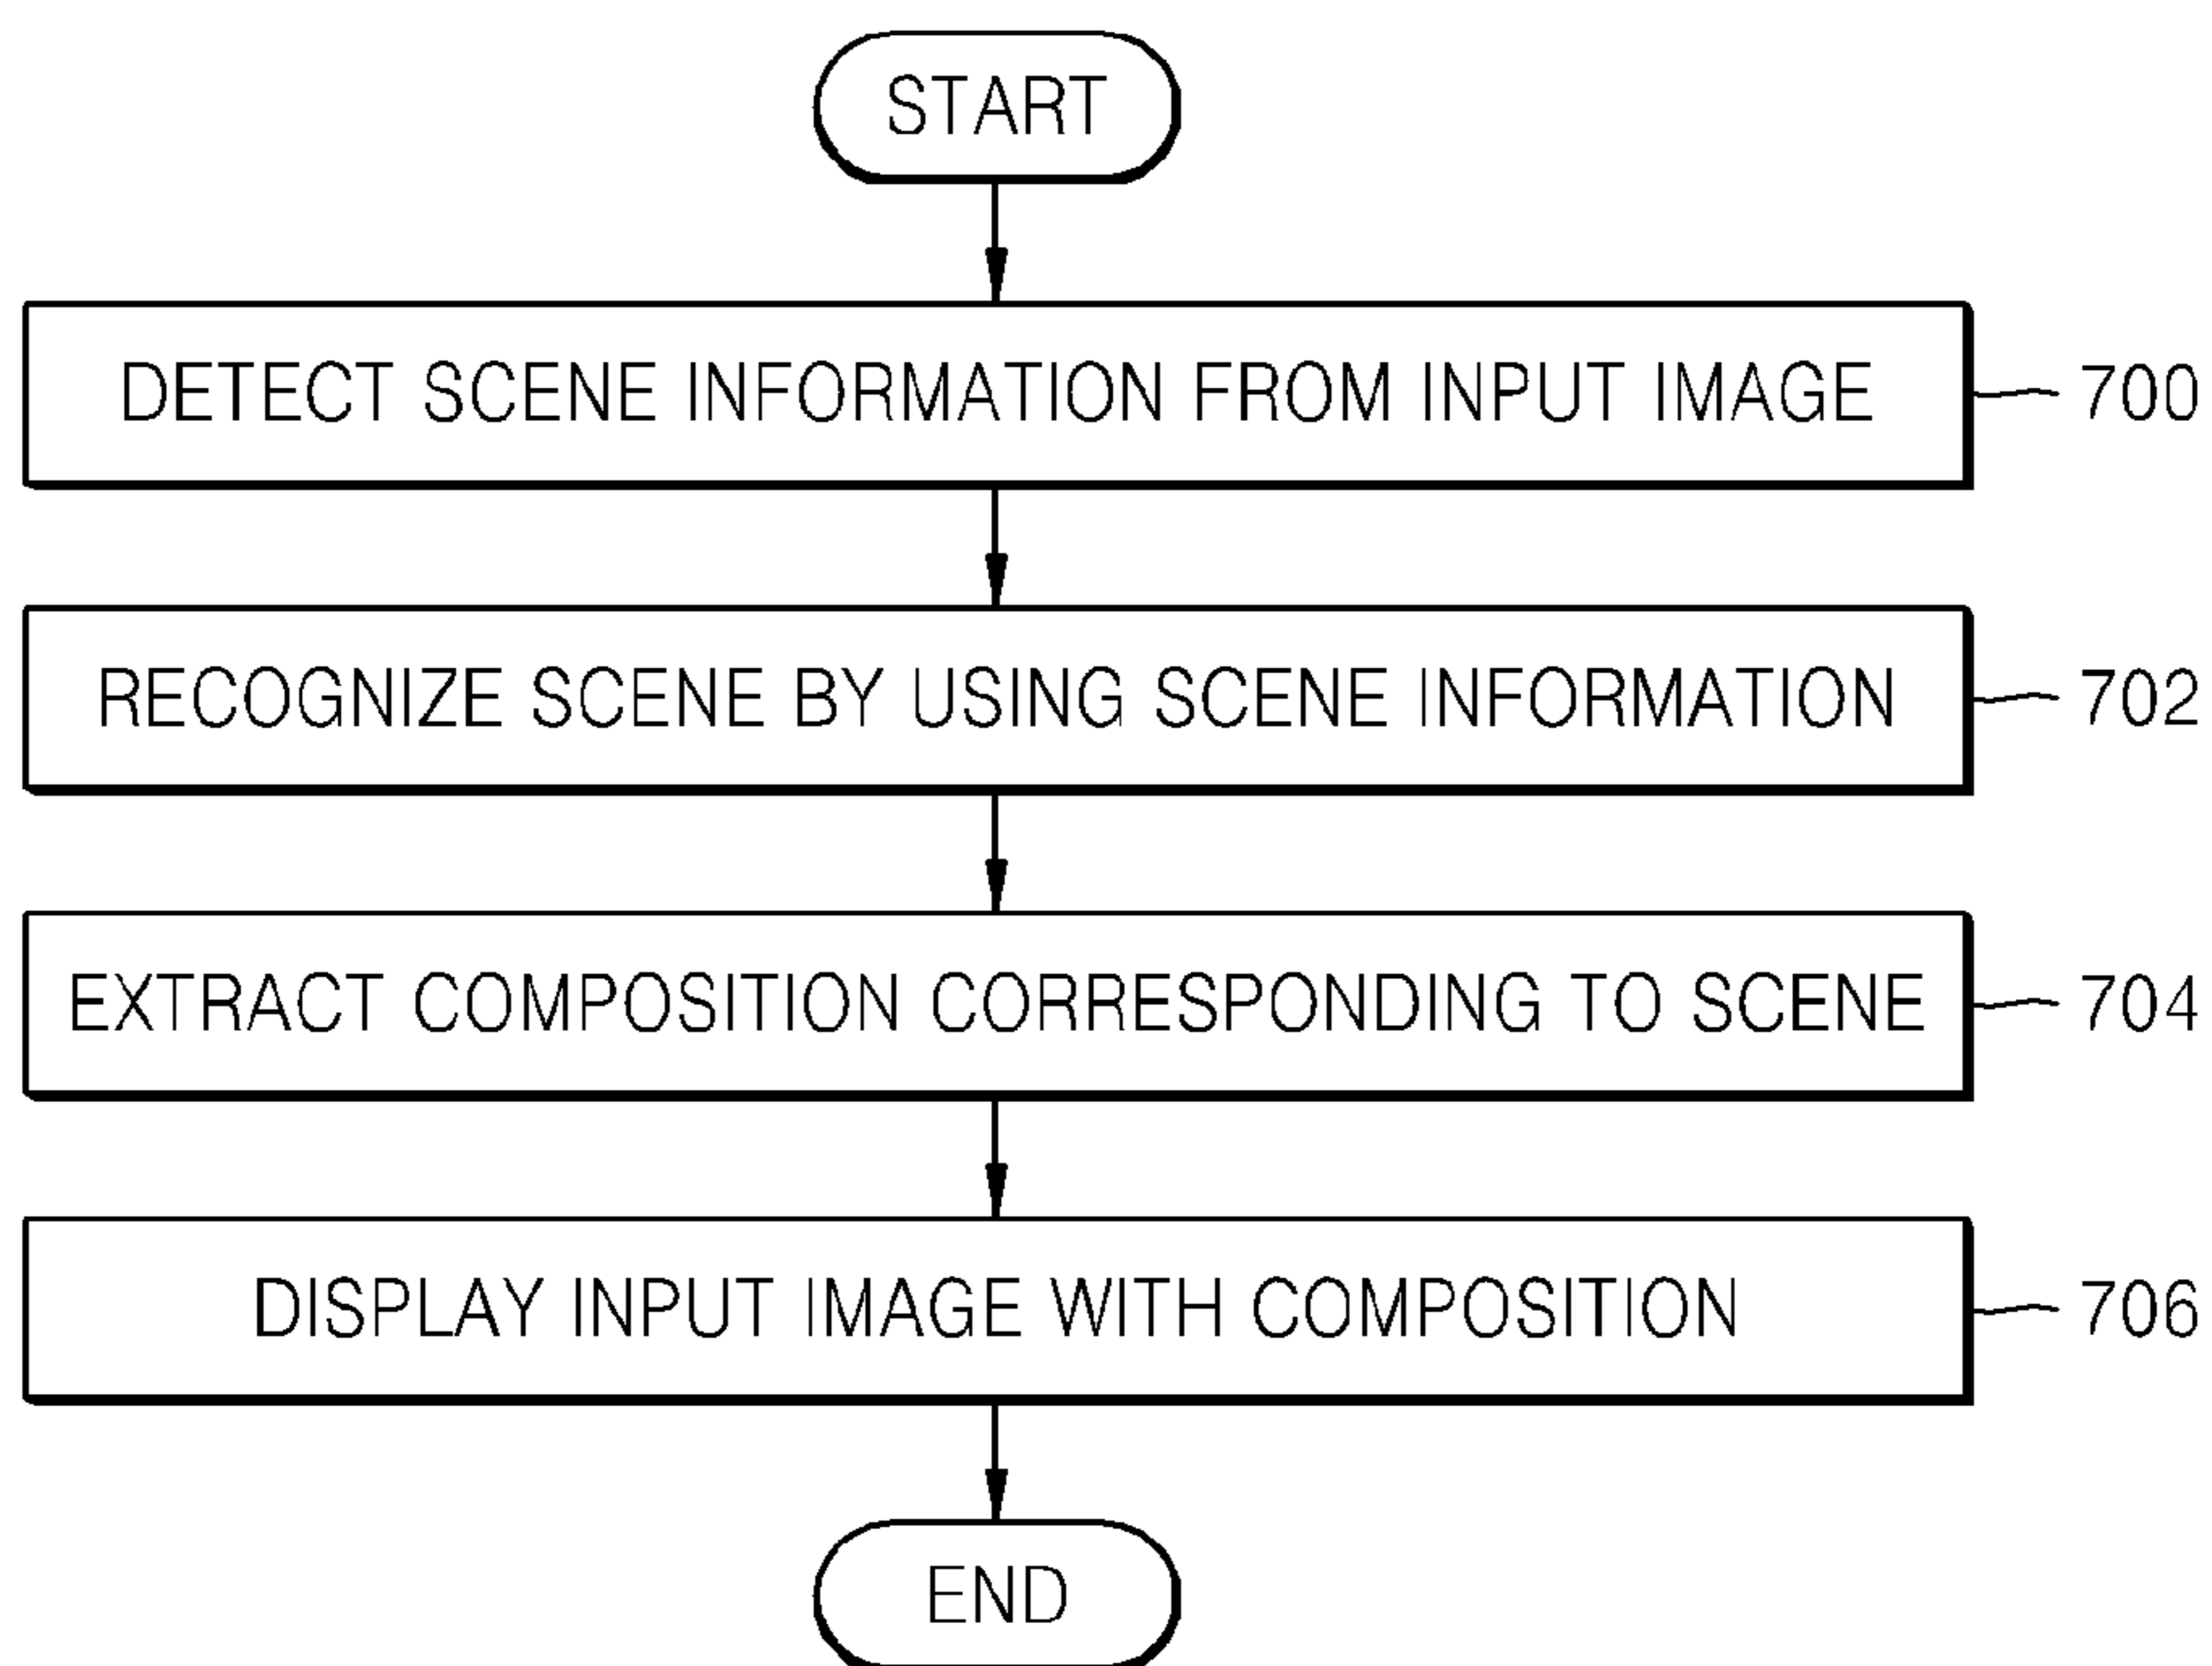 START
DETECT SCENE INFORMATION FROM INPUT IMAGE 700
RECOGNIZE SCENE BY USING SCENE INFORMATION 702
EXTRACT COMPOSITION CORRESPONDING TO SCENE 704
DISPLAY INPUT IMAGE WITH COMPOSITION 706
END